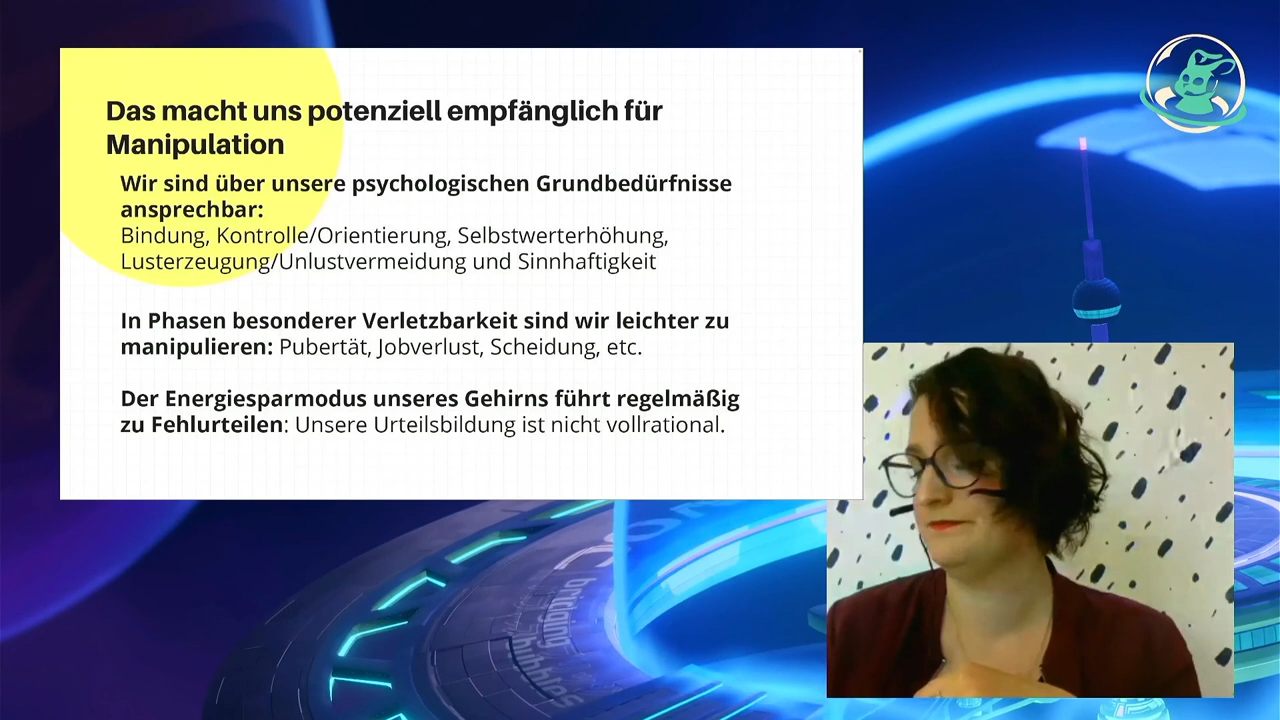 Das macht uns potenziell empfänglich für
Manipulation
Wir sind über unsere psychologischen Grundbedürfnisse
ansprechbar:
Bindung, Kontrolle/Orientierung, Selbstwerterhöhung,
Lusterzeugung/Unlustvermeidung und Sinnhaftigkeit
In Phasen besonderer Verletzbarkeit sind wir leichter zu
manipulieren: Pubertät, Jobverlust, Scheidung, etc.
Der Energiesparmodus unseres Gehirns führt regelmäßig
zu Fehlurteilen: Unsere Urteilsbildung ist nicht vollrational.
bridging
bubbles